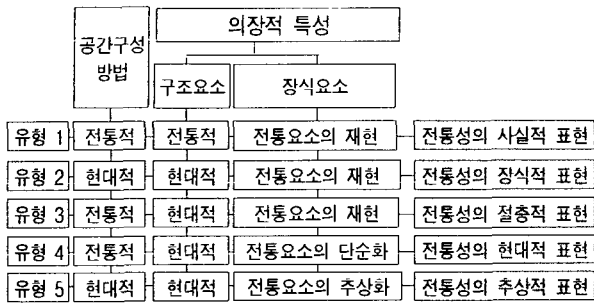 공간구성
방법
의장적 특성
구조요소
장식요소
유형 1 전통적 전통적 전통요소의 재현 전통성의 사실적 표현
유형 2 현대적 현대적 전통요소의 재현 전통성의 장식적 표현
유형 3 전통적 현대적 전통요소의 재현 전통성의 절충적 표현
유형 4 전통적 현대적 전통요소의 단순화 전통성의 현대적 표현
유형 5 현대적 현대적 전통요소의 추상화 전통성의 추상적 표현